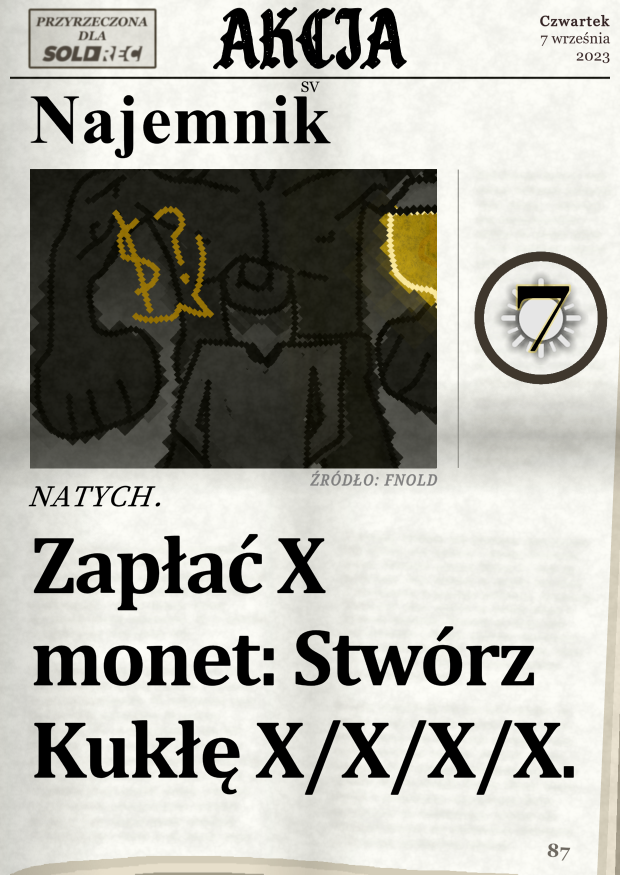 PRZYRZECZONA
DLA
SOLDREC
AKCJA
Czwartek
7 września
2023
SV
Najemnik
$?
7
ŹRÓDŁO: FNOLD
NATYCH.
Zapłać X
monet: Stwórz
Kukłę X/X/X/X.
87